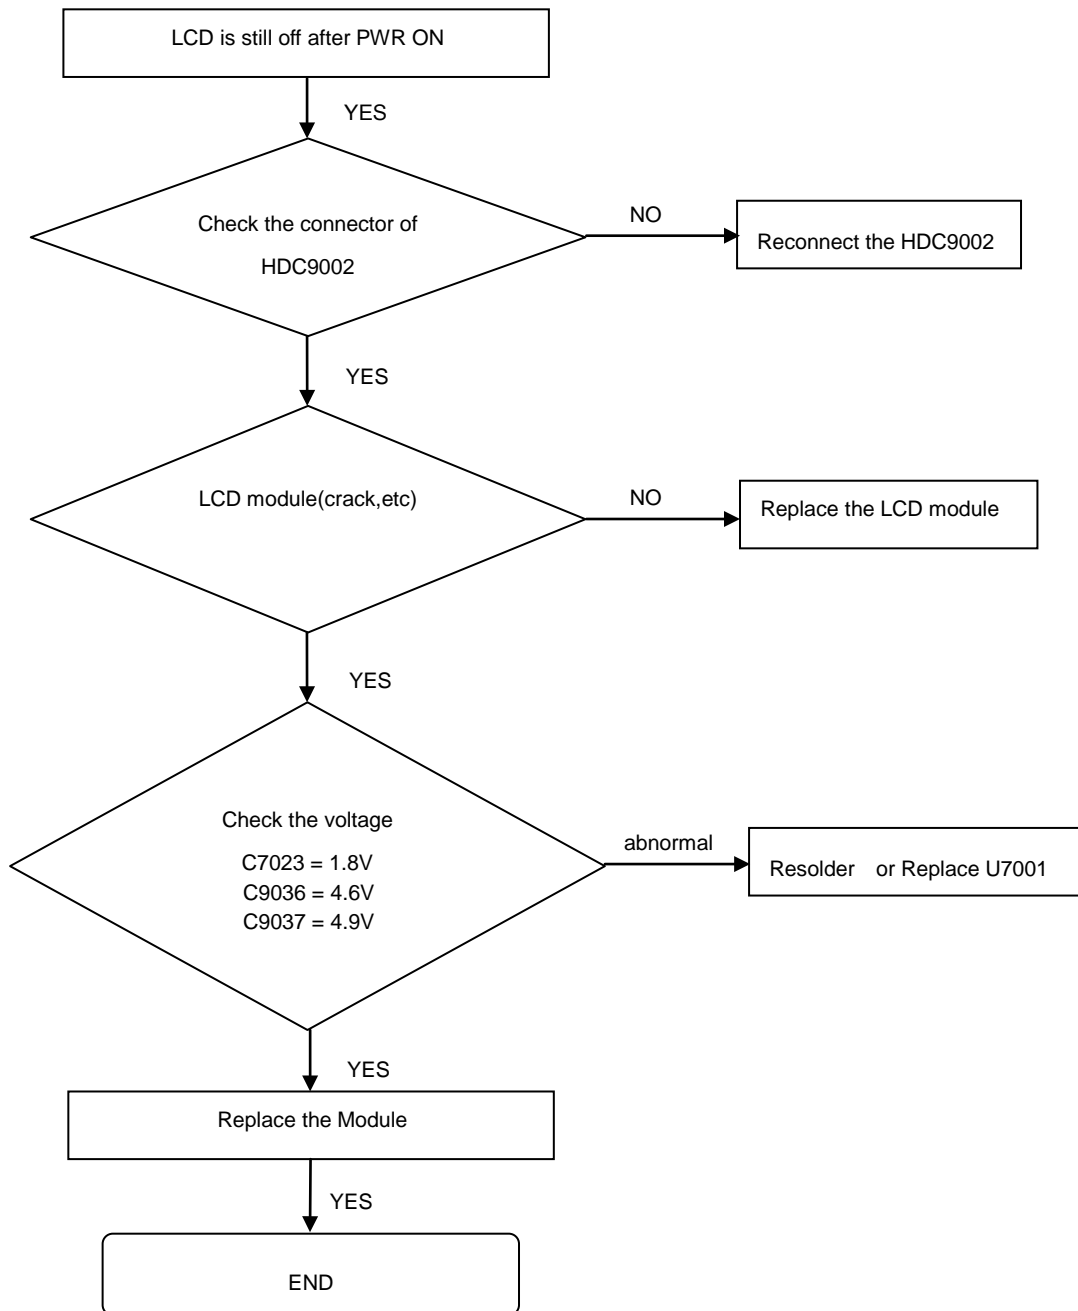 LCD is still off after PWR ON
YES
Check the connector of
HDC9002
NO
Reconnect the HDC9002
YES
LCD module(crack,etc)
NO
Replace the LCD module
YES
Check the voltage
C7023 = 1.8V
C9036 = 4.6V
C9037 = 4.9V
abnormal
Resolder or Replace U7001
YES
Replace the Module
YES
END